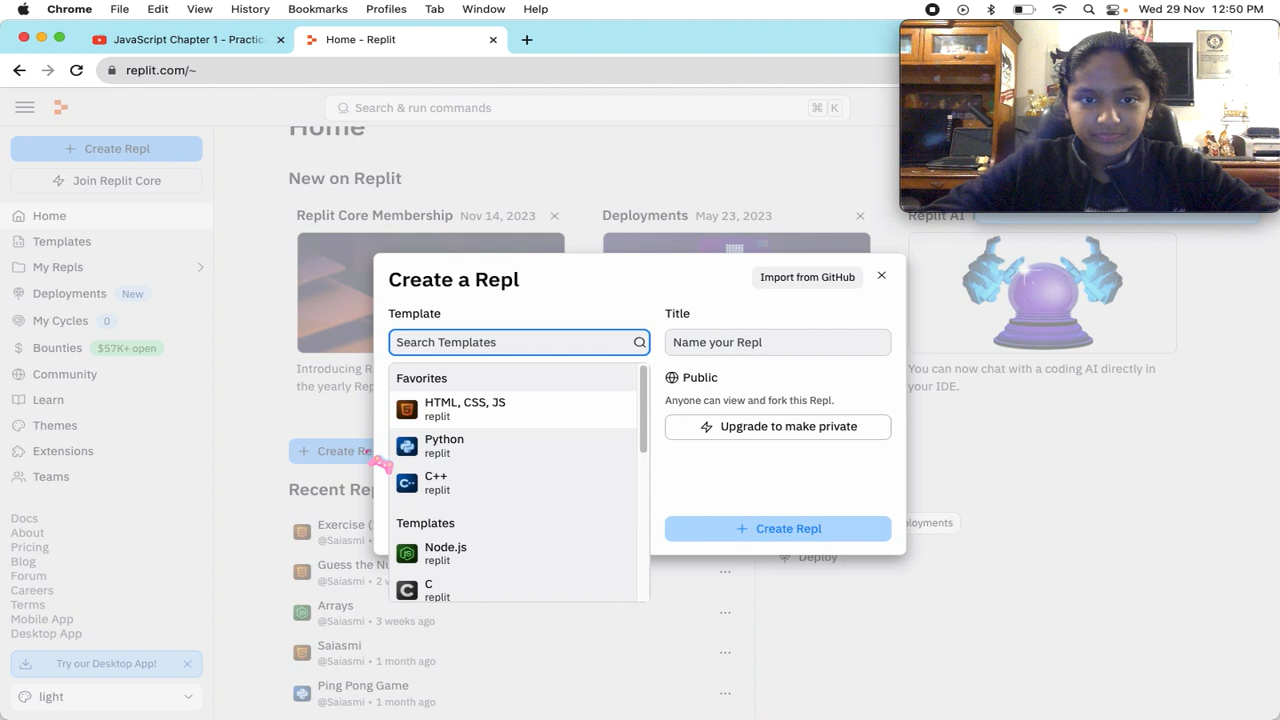 Chrome File Edit View History Bookmarks Profiles Tab Window Help Wed 29 Nov 12:50 PM
JavaScript Chapter
Home - Replit
replit.com/~
Search & run commands ⌘ K
Home
Create Repl
Join Replit Core
Home
Templates
My Repls
Deployments New
My Cycles 0
Bounties $57K+ open
Community
Learn
Themes
Extensions
Teams
Docs
About
Pricing
Blog
Forum
Careers
Terms
Mobile App
Desktop App
Try our Desktop App!
light
New on Replit
Replit Core Membership Nov 14, 2023
Deployments May 23, 2023
Replit AI
Introducing
the yearly
You can now chat with a coding AI directly in
your IDE.
Create
Recent
Exercise
@Saiasmi
Guess the
@Saiasmi •
Arrays
@Saiasmi • 3 weeks ago
Saiasmi
@Saiasmi • 1 month ago
Ping Pong Game
@Saiasmi • 1 month ago
Deploy
Create a Repl
Import from GitHub
Template
Search Templates
Favorites
HTML, CSS, JS
replit
Python
replit
C++
replit
Templates
Node.js
replit
C
replit
Title
Name your Repl
Public
Anyone can view and fork this Repl.
Upgrade to make private
Create Repl